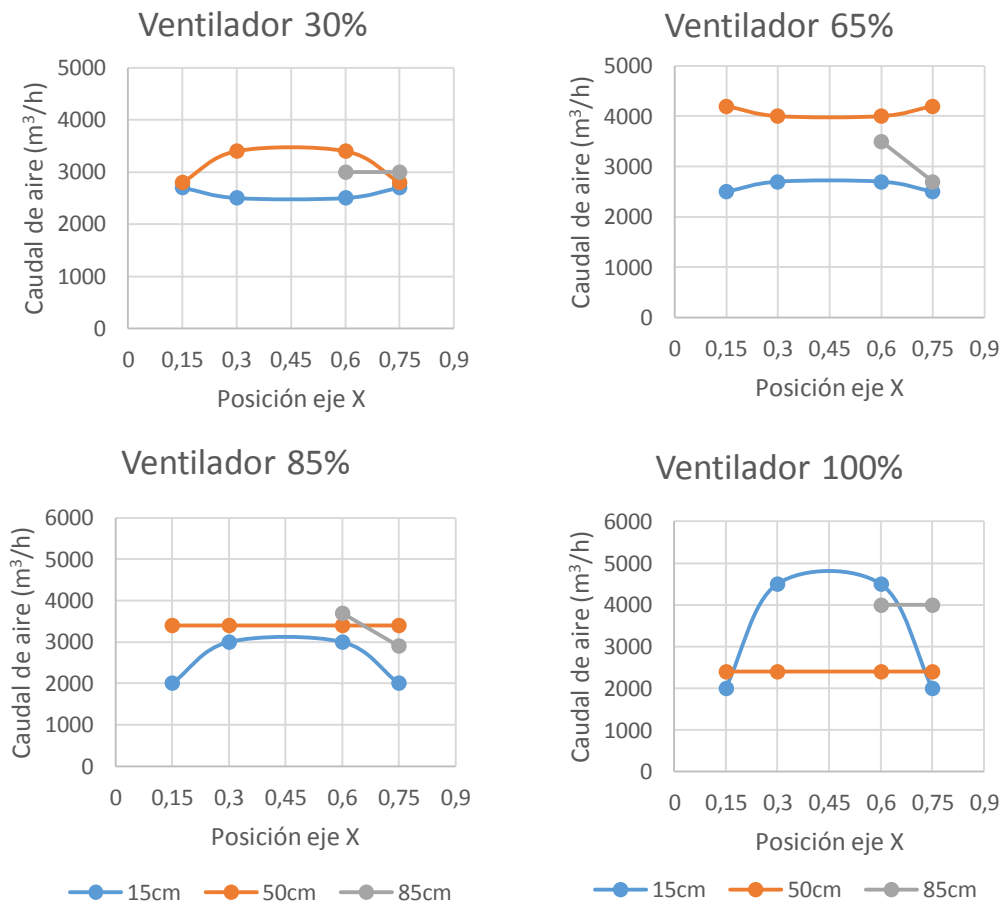 Ventilador 30%
Caudal de aire (m³/h)
5000
4000
3000
2000
1000
0
0 0,15 0,3 0,45 0,6 0,75 0,9
Posición eje X
Ventilador 65%
Caudal de aire (m³/h)
5000
4000
3000
2000
1000
0
0 0,15 0,3 0,45 0,6 0,75 0,9
Posición eje X
Ventilador 85%
Caudal de aire (m³/h)
6000
5000
4000
3000
2000
1000
0
0 0,15 0,3 0,45 0,6 0,75 0,9
Posición eje X
15cm 50cm 85cm
Ventilador 100%
Caudal de aire (m³/h)
6000
5000
4000
3000
2000
1000
0
0 0,15 0,3 0,45 0,6 0,75 0,9
Posición eje X
15cm 50cm 85cm